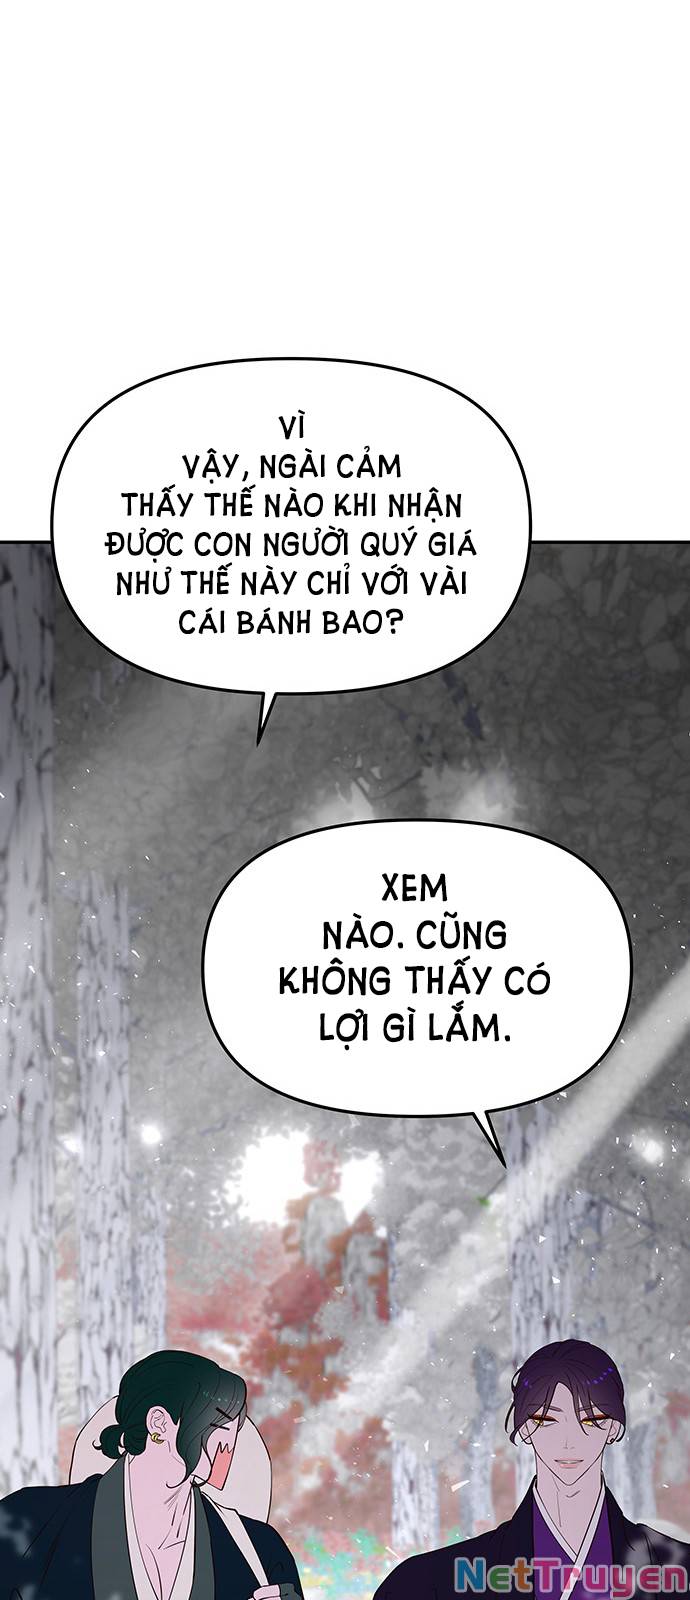 VÌ
VẬY, NGÀI CẢM
THẤY THẾ NÀO KHI NHẬN
ĐƯỢC CON NGƯỜI QUÝ GIÁ
NHƯ THẾ NÀY CHỈ VỚI VÀI
CÁI BÁNH BAO?
XEM
NÀO. CŨNG
KHÔNG THẤY CÓ
LỢI GÌ LẮM.
NetTruyen